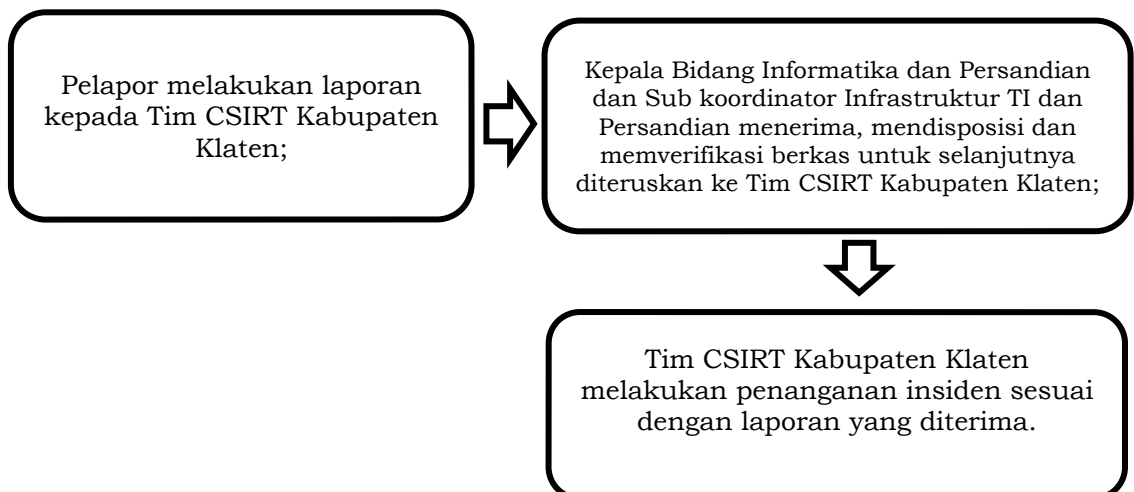 Pelapor melakukan laporan
kepada Tim CSIRT Kabupaten
Klaten;
Kepala Bidang Informatika dan Persandian
dan Sub koordinator Infrastruktur TI dan
Persandian menerima, mendisposisi dan
memverifikasi berkas untuk selanjutnya
diteruskan ke Tim CSIRT Kabupaten Klaten;
Tim CSIRT Kabupaten Klaten
melakukan penanganan insiden sesuai
dengan laporan yang diterima.